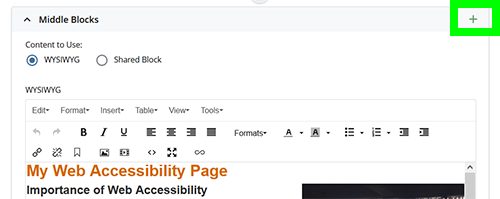 Middle Blocks +
Content to Use:
WYSIWYG Shared Block
WYSIWYG
Edit Format Insert Table View Tools
B I U Formats A A
My Web Accessibility Page
Importance of Web Accessibility